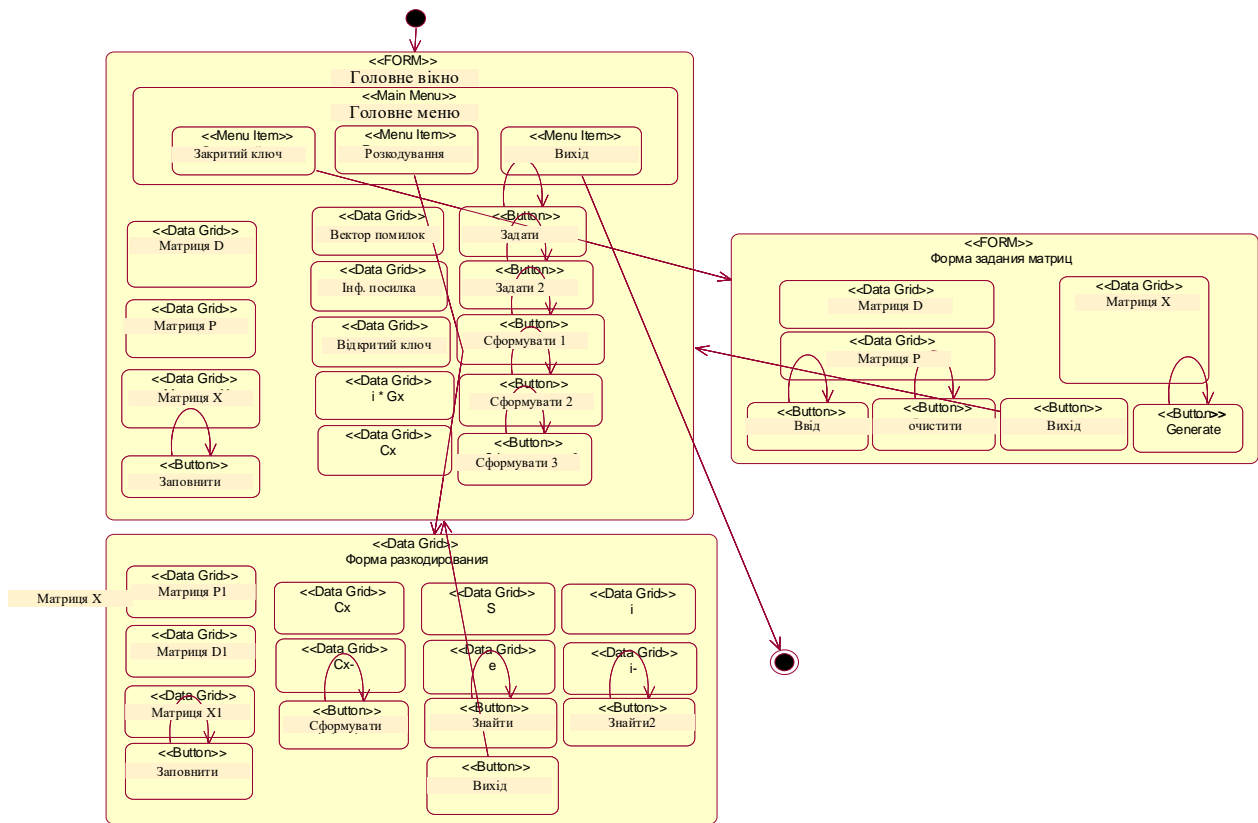 <<FORM>>
Головне вікно
<<Main Menu>>
Головне меню
<<Menu Item>>
Закритий ключ
<<Menu Item>>
Розкодування
<<Menu Item>>
Вихід
<<Data Grid>>
Матриця D
<<Data Grid>>
Матриця P
<<Data Grid>>
Матриця X
<<Button>>
Заповнити
<<Data Grid>>
Вектор помилок
<<Data Grid>>
Інф. посилка
<<Data Grid>>
Відкритий ключ
<<Data Grid>>
i * Gx
<<Data Grid>>
Cx
<<Button>>
Задати
<<Button>>
Задати 2
<<Button>>
Сформувати 1
<<Button>>
Сформувати 2
<<Button>>
Сформувати 3
<<FORM>>
Форма задания матриц
<<Data Grid>>
Матриця D
<<Data Grid>>
Матриця P
<<Data Grid>>
Матриця X
<<Button>>
Ввід
<<Button>>
очистити
<<Button>>
Вихід
<<Button>>
Generate
<<Data Grid>>
Форма разкодирования
Матриця X
<<Data Grid>>
Матриця P1
<<Data Grid>>
Матриця D1
<<Data Grid>>
Матриця X1
<<Button>>
Заповнити
<<Data Grid>>
Cx
<<Data Grid>>
Cx-
<<Button>>
Сформувати
<<Data Grid>>
S
<<Data Grid>>
e
<<Button>>
Знайти
<<Button>>
Вихід
<<Data Grid>>
i
<<Data Grid>>
i-
<<Button>>
Знайти2